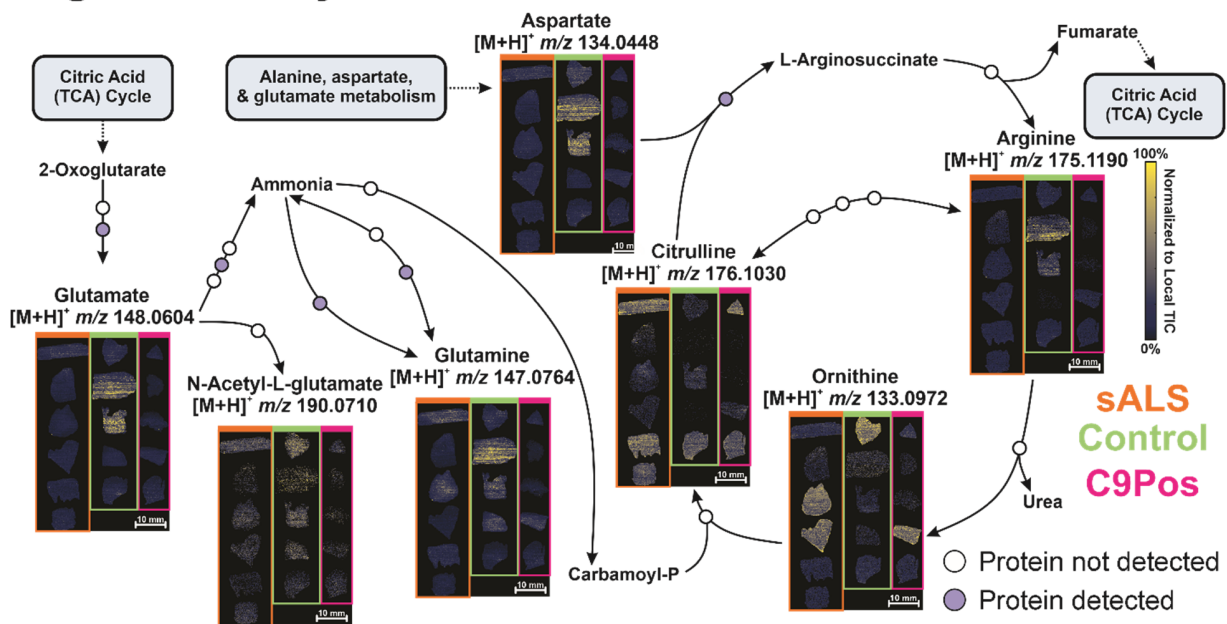 Aspartate
[M+H]⁺ m/z 134.0448
Fumarate
Citric Acid
(TCA) Cycle
Alanine, aspartate,
& glutamate metabolism
L-Arginosuccinate
Citric Acid
(TCA) Cycle
Arginine
[M+H]⁺ m/z 175.1190
2-Oxoglutarate
Ammonia
100%
Normalized to Local TIC
0%
10 m
Citrulline
[M+H]⁺ m/z 176.1030
10 mm
Glutamate
[M+H]⁺ m/z 148.0604
Glutamine
[M+H]⁺ m/z 147.0764
N-Acetyl-L-glutamate
[M+H]⁺ m/z 190.0710
Ornithine
[M+H]⁺ m/z 133.0972
sALS
Control
C9Pos
10 mm
10 mm
Urea
10 mm
10 mm
Carbamoyl-P
10 mm
Protein not detected
Protein detected